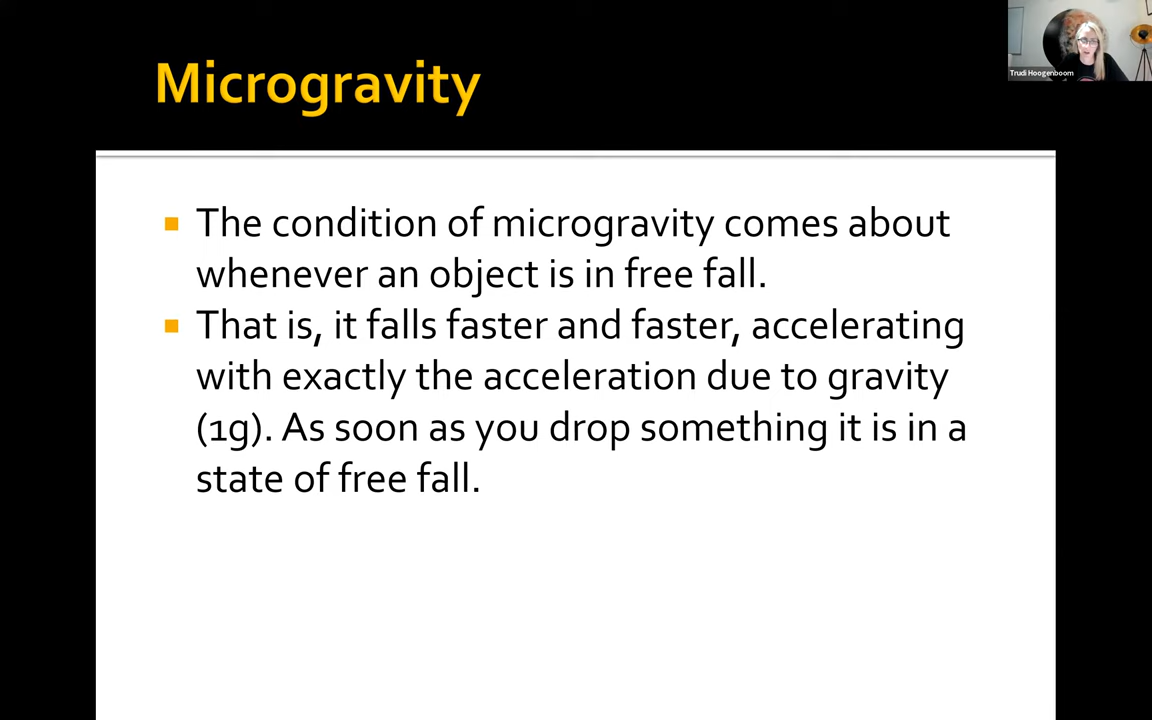 Microgravity
Trudi Hoogenboom
The condition of microgravity comes about
whenever an object is in free fall.
That is, it falls faster and faster, accelerating
with exactly the acceleration due to gravity
(1g). As soon as you drop something it is in a
state of free fall.